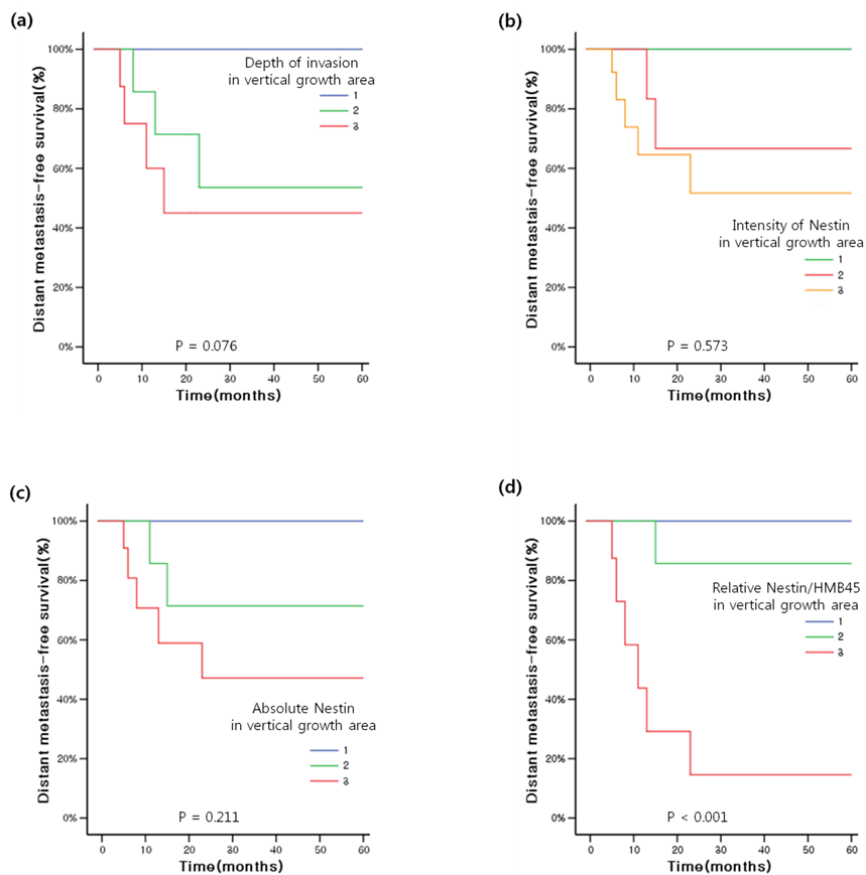 (a)
Distant metastasis-free survival(%)
100%
80%
60%
40%
20%
0%
Depth of invasion
in vertical growth area
1
2
3
P = 0.076
0 10 20 30 40 50 60
Time(months)
(b)
Distant metastais-free survival(%)
100%
80%
60%
40%
20%
0%
Intensity of Nestin
in vertical growth area
1
2
3
P = 0.573
0 10 20 30 40 50 60
Time(months)
(c)
Distant metastasis-free survival(%)
100%
80%
60%
40%
20%
0%
Absolute Nestin
in vertical growth area
1
2
3
P = 0.211
0 10 20 30 40 50 60
Time(months)
(d)
Distant metastasis-free survival(%)
100%
80%
60%
40%
20%
0%
Relative Nestin/HMB45
in vertical growth area
1
2
3
P < 0.001
0 10 20 30 40 50 60
Time(months)